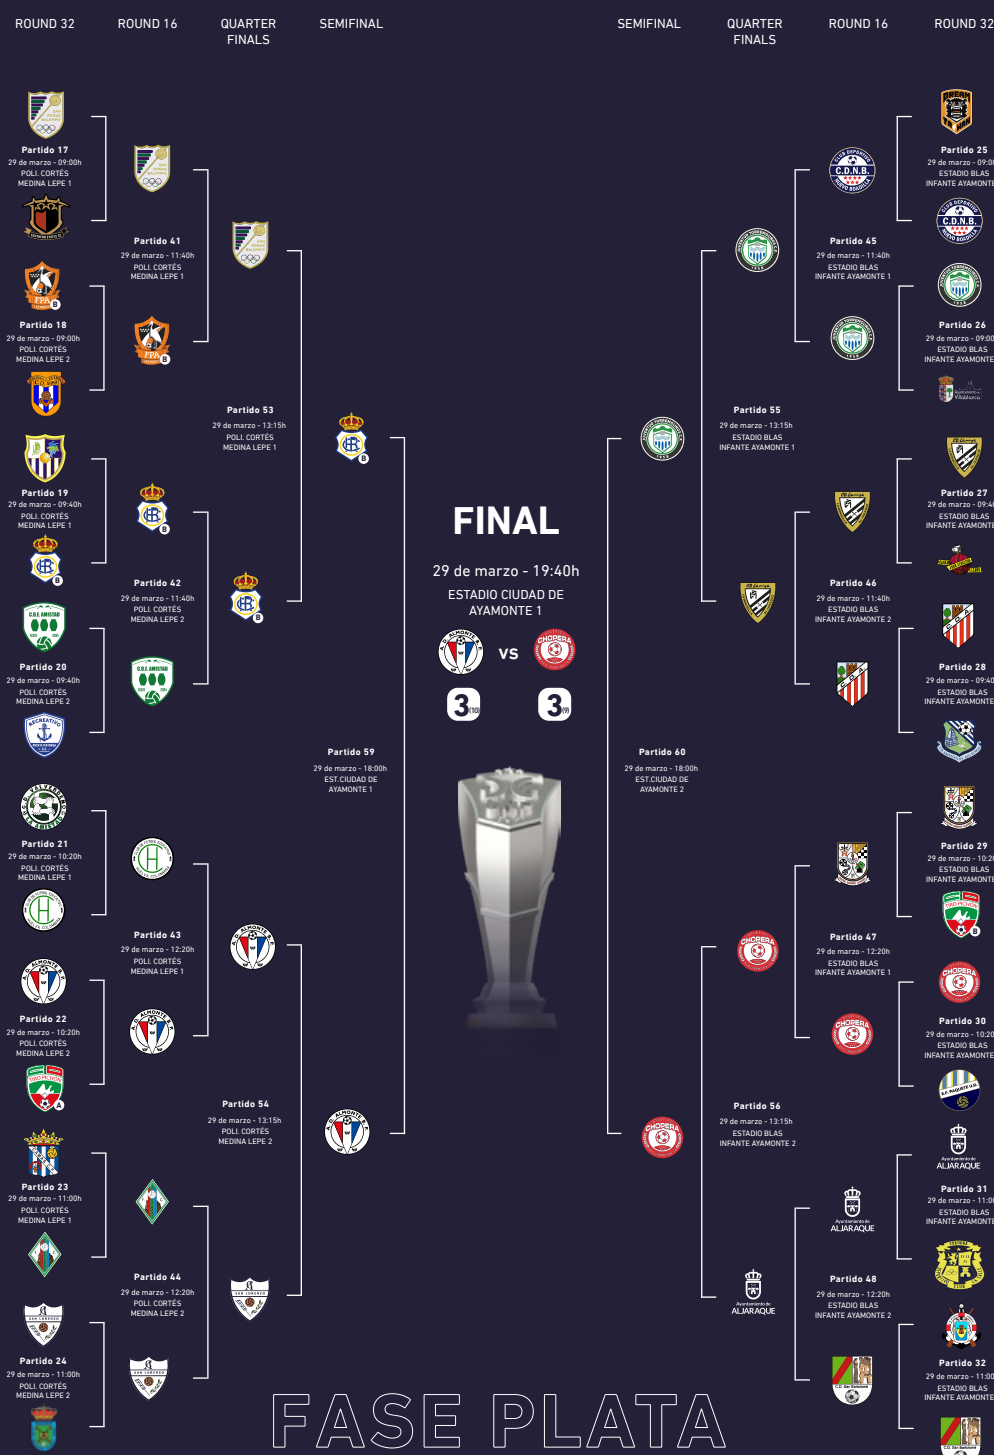 ROUND 32
ROUND 16
QUARTER
FINALS
SEMIFINAL
SEMIFINAL
QUARTER
FINALS
ROUND 16
ROUND 32
Partido 17
29 de marzo - 09:00h
POLI. CORTÉS
MEDINA LEPE 1
Partido 18
29 de marzo - 09:00h
POLI. CORTÉS
MEDINA LEPE 2
Partido 19
29 de marzo - 09:40h
POLI. CORTÉS
MEDINA LEPE 1
Partido 20
29 de marzo - 09:40h
POLI. CORTÉS
MEDINA LEPE 2
Partido 21
29 de marzo - 10:20h
POLI. CORTÉS
MEDINA LEPE 1
Partido 22
29 de marzo - 10:20h
POLI. CORTÉS
MEDINA LEPE 2
Partido 23
29 de marzo - 11:00h
POLI. CORTÉS
MEDINA LEPE 1
Partido 24
29 de marzo - 11:00h
POLI. CORTÉS
MEDINA LEPE 2
Partido 41
29 de marzo - 11:40h
POLI. CORTÉS
MEDINA LEPE 1
Partido 42
29 de marzo - 11:40h
POLI. CORTÉS
MEDINA LEPE 2
Partido 43
29 de marzo - 12:20h
POLI. CORTÉS
MEDINA LEPE 1
Partido 44
29 de marzo - 12:20h
POLI. CORTÉS
MEDINA LEPE 2
Partido 53
29 de marzo - 13:15h
POLI. CORTÉS
MEDINA LEPE 1
Partido 54
29 de marzo - 13:15h
POLI. CORTÉS
MEDINA LEPE 2
Partido 59
29 de marzo - 18:00h
EST.CIUDAD DE
AYAMONTE 1
FINAL
29 de marzo - 19:40h
ESTADIO CIUDAD DE
AYAMONTE 1
A. D. ALMONTE B. F.
VS
CHOPERA
3(10)
3(9)
Partido 60
29 de marzo - 18:00h
EST.CIUDAD DE
AYAMONTE 2
Partido 55
29 de marzo - 13:15h
ESTADIO BLAS
INFANTE AYAMONTE 1
Partido 56
29 de marzo - 13:15h
ESTADIO BLAS
INFANTE AYAMONTE 2
Ayuntamiento de
ALJARAQUE
Partido 45
29 de marzo - 11:40h
ESTADIO BLAS
INFANTE AYAMONTE 1
Partido 46
29 de marzo - 11:40h
ESTADIO BLAS
INFANTE AYAMONTE 2
Partido 47
29 de marzo - 12:20h
ESTADIO BLAS
INFANTE AYAMONTE 1
Ayuntamiento de
ALJARAQUE
Partido 48
29 de marzo - 12:20h
ESTADIO BLAS
INFANTE AYAMONTE 2
Partido 25
29 de marzo - 09:00
ESTADIO BLAS
INFANTE AYAMONTE
C.D.N.B.
Partido 26
29 de marzo - 09:00
ESTADIO BLAS
INFANTE AYAMONTE
Villablanca
Partido 27
29 de marzo - 09:40
ESTADIO BLAS
INFANTE AYAMONTE
Partido 28
29 de marzo - 09:40
ESTADIO BLAS
INFANTE AYAMONTE
Partido 29
29 de marzo - 10:20
ESTADIO BLAS
INFANTE AYAMONTE
Partido 30
29 de marzo - 10:20
ESTADIO BLAS
INFANTE AYAMONTE
Ayuntamiento de
ALJARAQUE
Partido 31
29 de marzo - 11:00
ESTADIO BLAS
INFANTE AYAMONTE
Partido 32
29 de marzo - 11:00
ESTADIO BLAS
INFANTE AYAMONTE
FASE PLATA